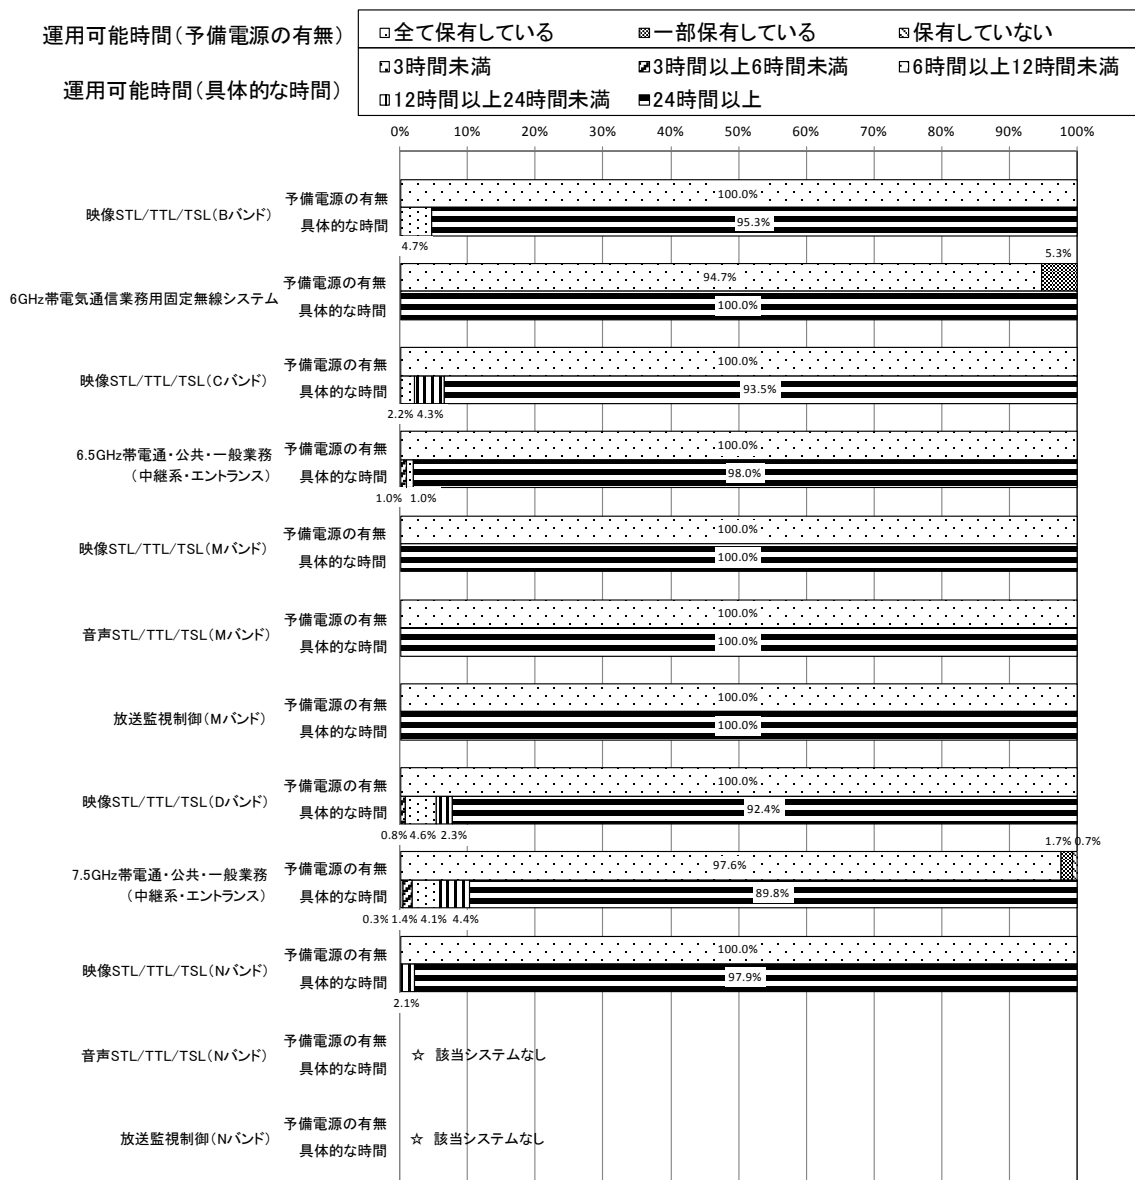 運用可能時間(予備電源の有無)
全て保有している 一部保有している 保有していない
運用可能時間(具体的な時間)
3時間未満 3時間以上6時間未満 6時間以上12時間未満
12時間以上24時間未満 24時間以上
0% 10% 20% 30% 40% 50% 60% 70% 80% 90% 100%
映像STL/TTL/TSL(Bバンド)
予備電源の有無 100.0%
具体的な時間 95.3%
4.7%
6GHz帯電気通信業務用固定無線システム
予備電源の有無 94.7% 5.3%
具体的な時間 100.0%
映像STL/TTL/TSL(Cバンド)
予備電源の有無 100.0%
具体的な時間 93.5%
2.2% 4.3%
6.5GHz帯電通・公共・一般業務
(中継系・エントランス)
予備電源の有無 100.0%
具体的な時間 98.0%
1.0% 1.0%
映像STL/TTL/TSL(Mバンド)
予備電源の有無 100.0%
具体的な時間 100.0%
音声STL/TTL/TSL(Mバンド)
予備電源の有無 100.0%
具体的な時間 100.0%
放送監視制御(Mバンド)
予備電源の有無 100.0%
具体的な時間 100.0%
映像STL/TTL/TSL(Dバンド)
予備電源の有無 100.0%
具体的な時間 92.4%
0.8% 4.6% 2.3%
7.5GHz帯電通・公共・一般業務
(中継系・エントランス)
予備電源の有無 97.6% 1.7% 0.7%
具体的な時間 89.8%
0.3% 1.4% 4.1% 4.4%
映像STL/TTL/TSL(Nバンド)
予備電源の有無 100.0%
具体的な時間 97.9%
2.1%
音声STL/TTL/TSL(Nバンド)
予備電源の有無
具体的な時間
☆ 該当システムなし
放送監視制御(Nバンド)
予備電源の有無
具体的な時間
☆ 該当システムなし